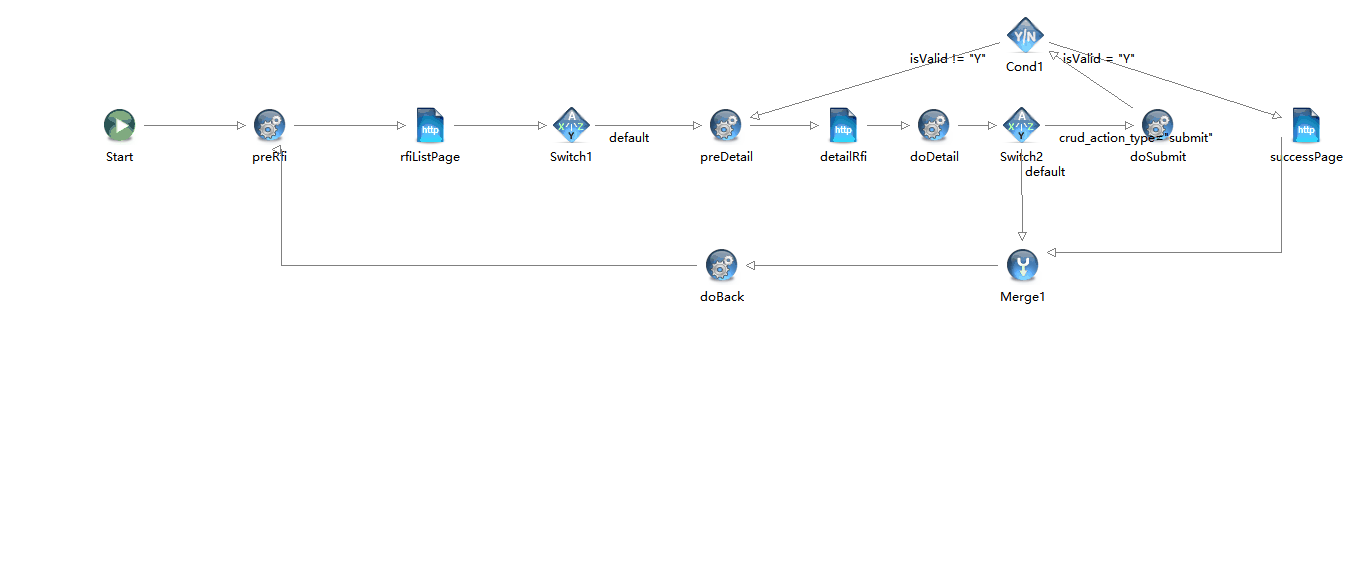 Y/N
isValid != "Y"
isValid = "Y"
Cond1
http
A
X
Z
Y
http
A
X
Z
Y
http
default
crud_action_type="submit"
Start
preRfi
rfiListPage
Switch1
preDetail
detailRfi
doDetail
Switch2
doSubmit
successPage
default
doBack
Merge1